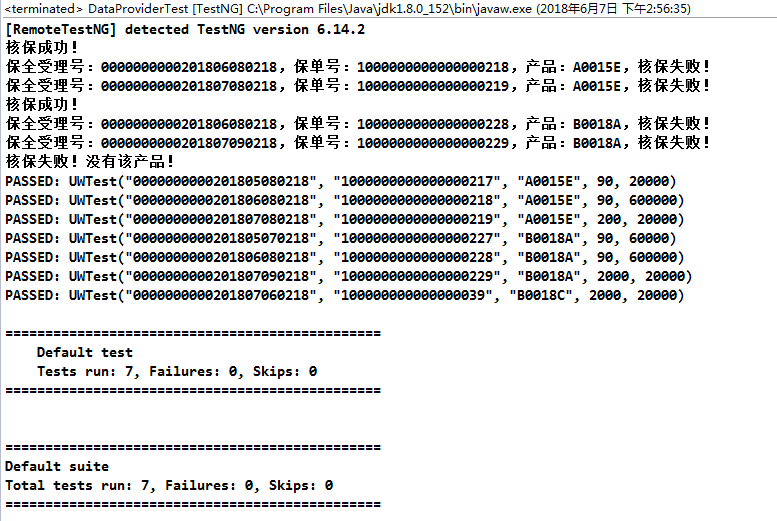 <terminated> DataProviderTest [TestNG] C:\Program Files\Java\jdk1.8.0_152\bin\javaw.exe (2018年6月7日 下午2:56:35)
[RemoteTestNG] detected TestNG version 6.14.2
核保成功！
保全受理号：0000000000201806080218，保单号：1000000000000000218，产品：A0015E，核保失败！
保全受理号：0000000000201807080218，保单号：1000000000000000219，产品：A0015E，核保失败！
核保成功！
保全受理号：0000000000201806080218，保单号：1000000000000000228，产品：B0018A，核保失败！
保全受理号：0000000000201807090218，保单号：1000000000000000229，产品：B0018A，核保失败！
核保失败！没有该产品！
PASSED: UWTest("0000000000201805080218", "1000000000000000217", "A0015E", 90, 20000)
PASSED: UWTest("0000000000201806080218", "1000000000000000218", "A0015E", 90, 600000)
PASSED: UWTest("0000000000201807080218", "1000000000000000219", "A0015E", 200, 20000)
PASSED: UWTest("0000000000201805070218", "1000000000000000227", "B0018A", 90, 60000)
PASSED: UWTest("0000000000201806080218", "1000000000000000228", "B0018A", 90, 600000)
PASSED: UWTest("0000000000201807090218", "1000000000000000229", "B0018A", 2000, 20000)
PASSED: UWTest("0000000000201807060218", "100000000000000039", "B0018C", 2000, 20000)
===============================================
Default test
Tests run: 7, Failures: 0, Skips: 0
===============================================
===============================================
Default suite
Total tests run: 7, Failures: 0, Skips: 0
===============================================